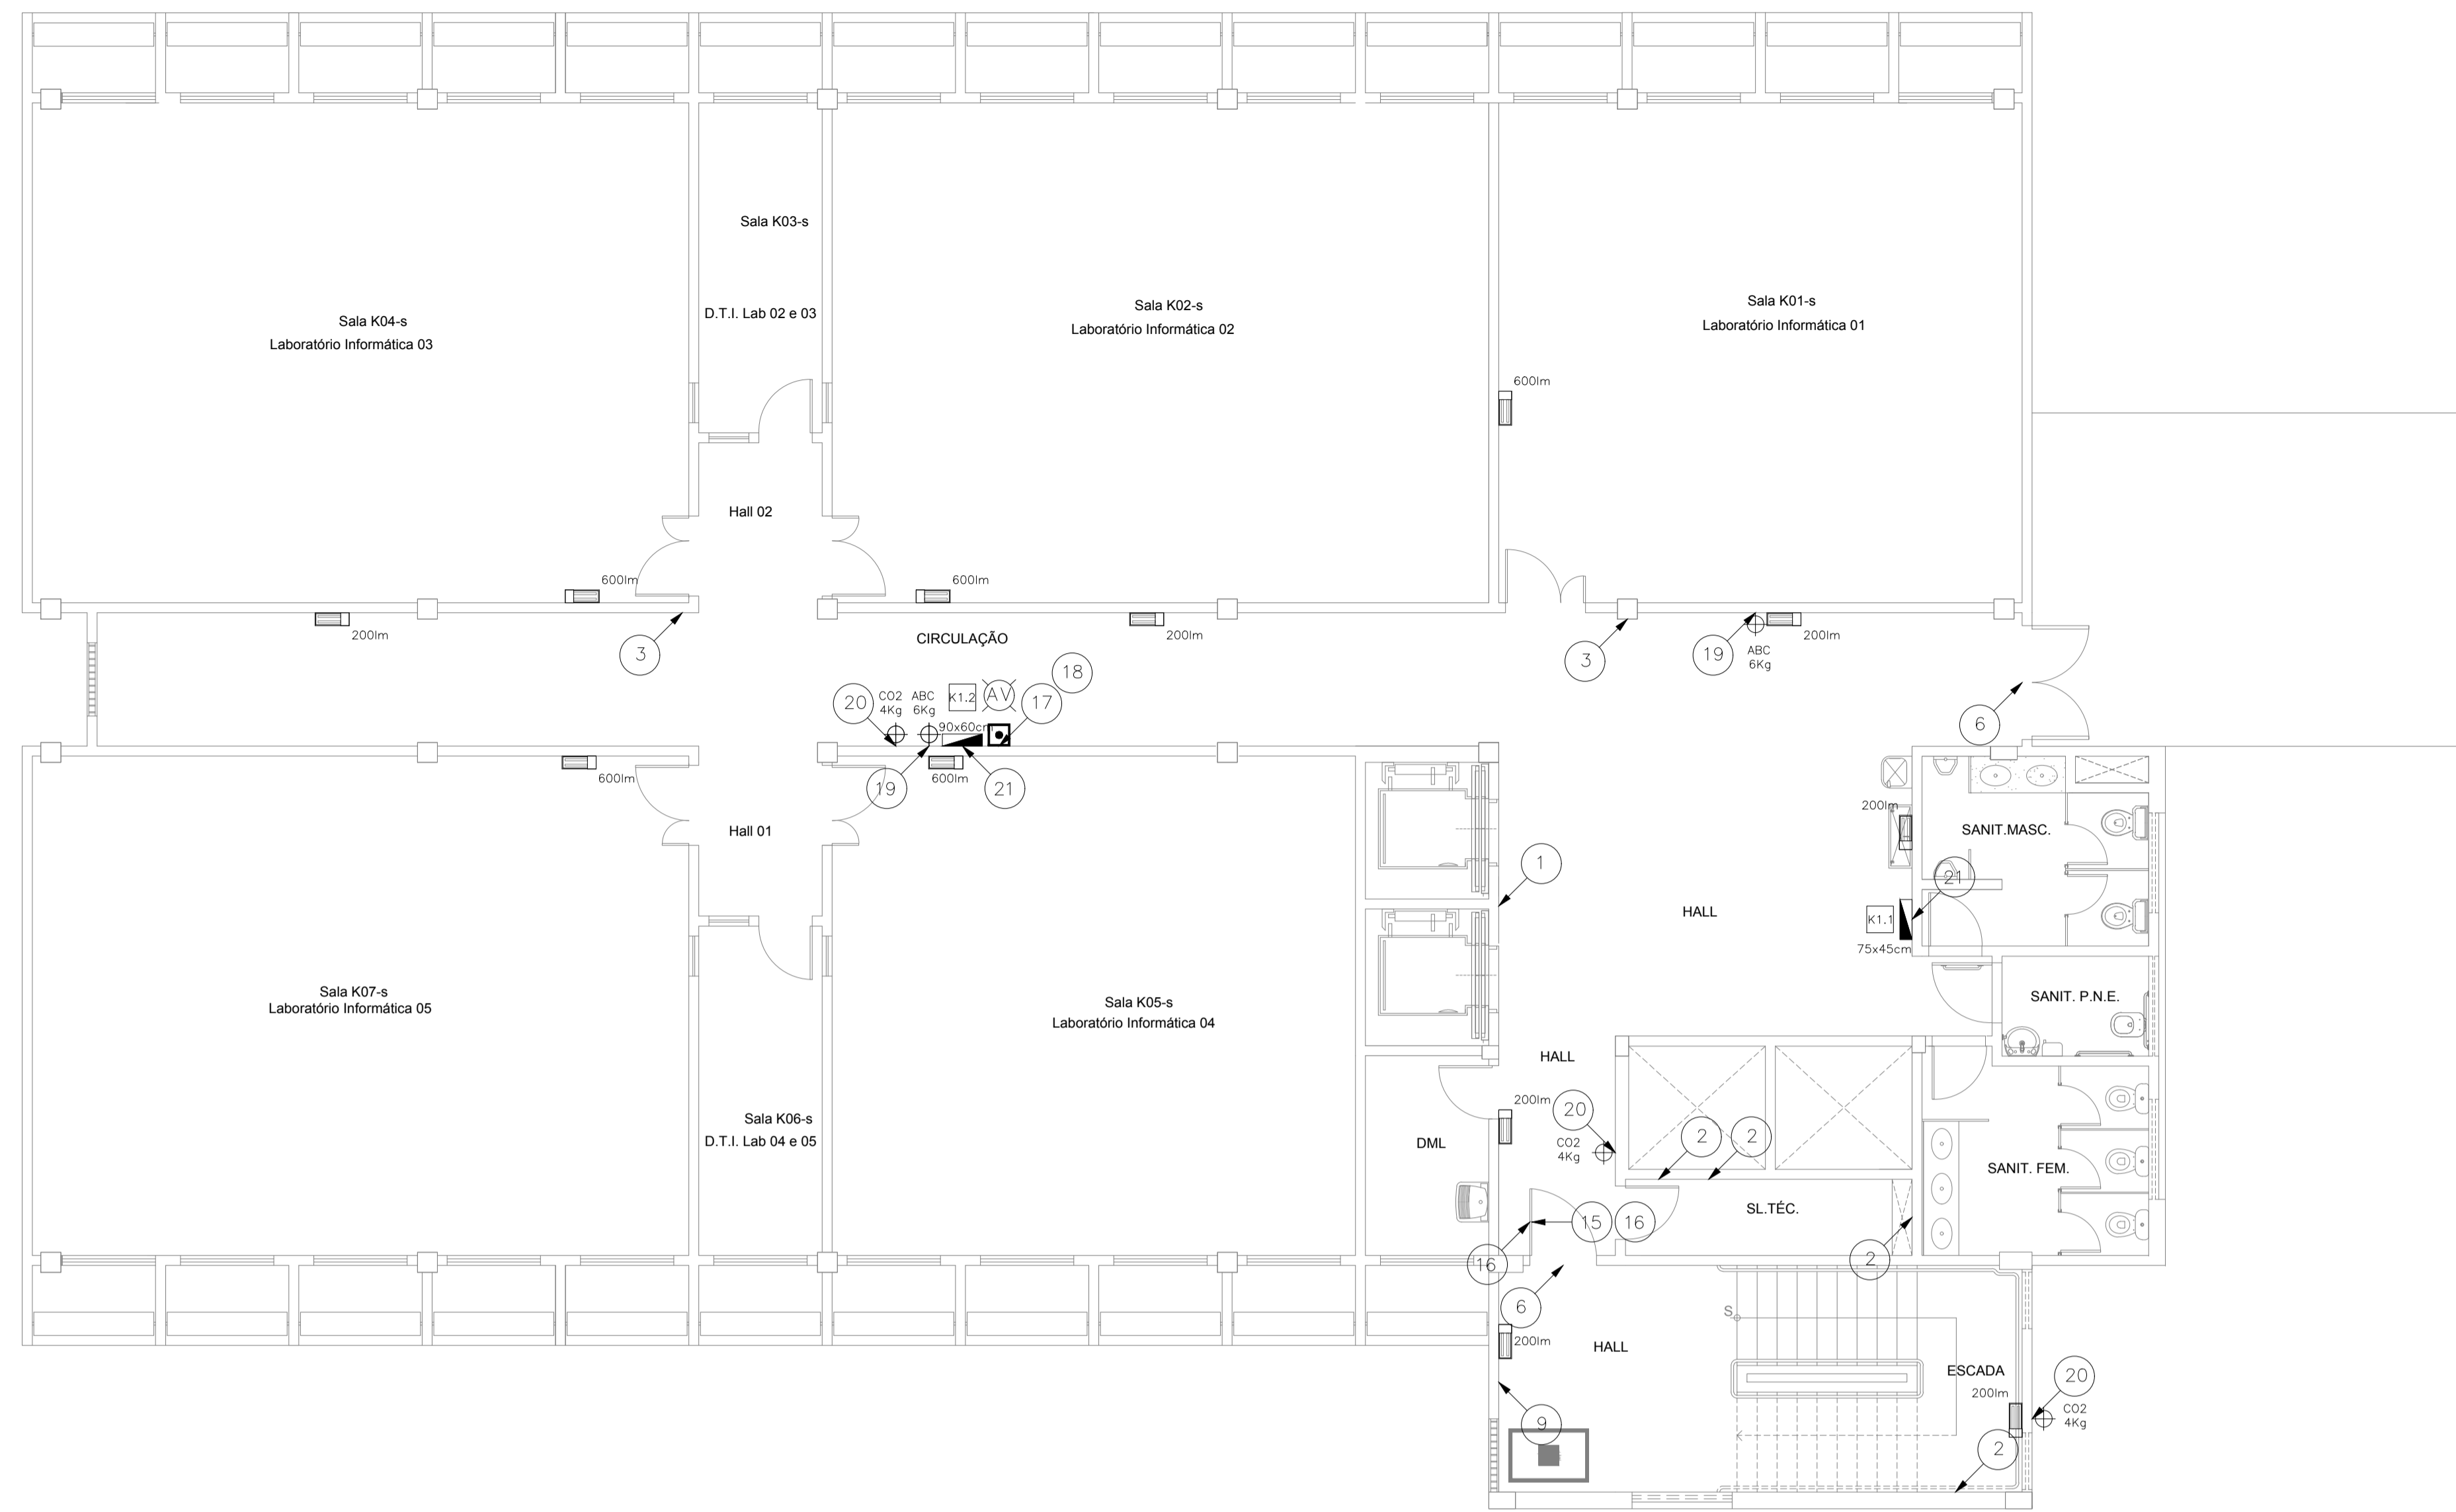 Sala K03-s
D.T.I. Lab 02 e 03
Sala K04-s
Laboratório Informática 03
Sala K02-s
Laboratório Informática 02
Sala K01-s
Laboratório Informática 01
600lm
Hall 02
600lm
600lm
200lm
3
CIRCULAÇÃO
200lm
3
19
ABC
6Kg
200lm
6
20
CO2
4Kg
ABC
6Kg
K1.2
AV
17
18
90x60cm
600lm
19
600lm
21
Hall 01
1
200lm
SANIT.MASC.
21
HALL
K1.1
75x45cm
Sala K07-s
Laboratório Informática 05
Sala K05-s
Laboratório Informática 04
SANIT. P.N.E.
HALL
Sala K06-s
D.T.I. Lab 04 e 05
DML
200lm
20
CO2
4Kg
2
2
SANIT. FEM.
SL.TÉC.
15
16
16
2
6
S
200lm
HALL
ESCADA
200lm
20
CO2
4Kg
9
2